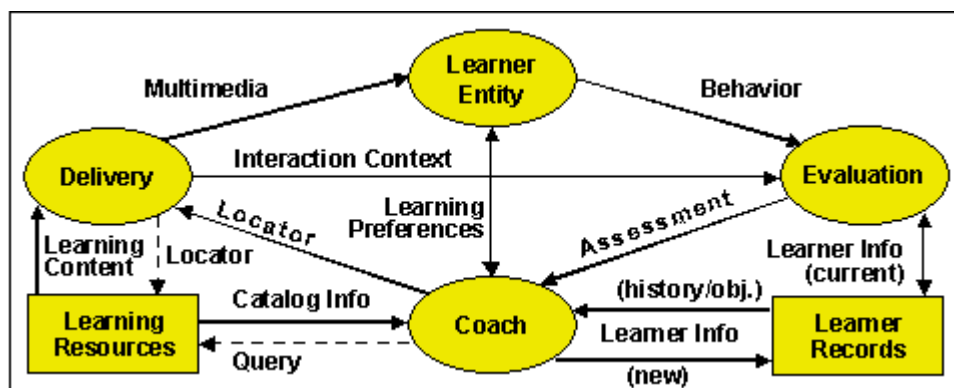 Learner
Entity
Multimedia
Behavior
Delivery
Interaction Context
Evaluation
Locator
Learning
Preferences
Assessment
Learning
Content
Locator
Learner Info
(current)
Catalog Info
(history/obj.)
Learning
Resources
Coach
Learner Info
Learner
Records
Query
(new)